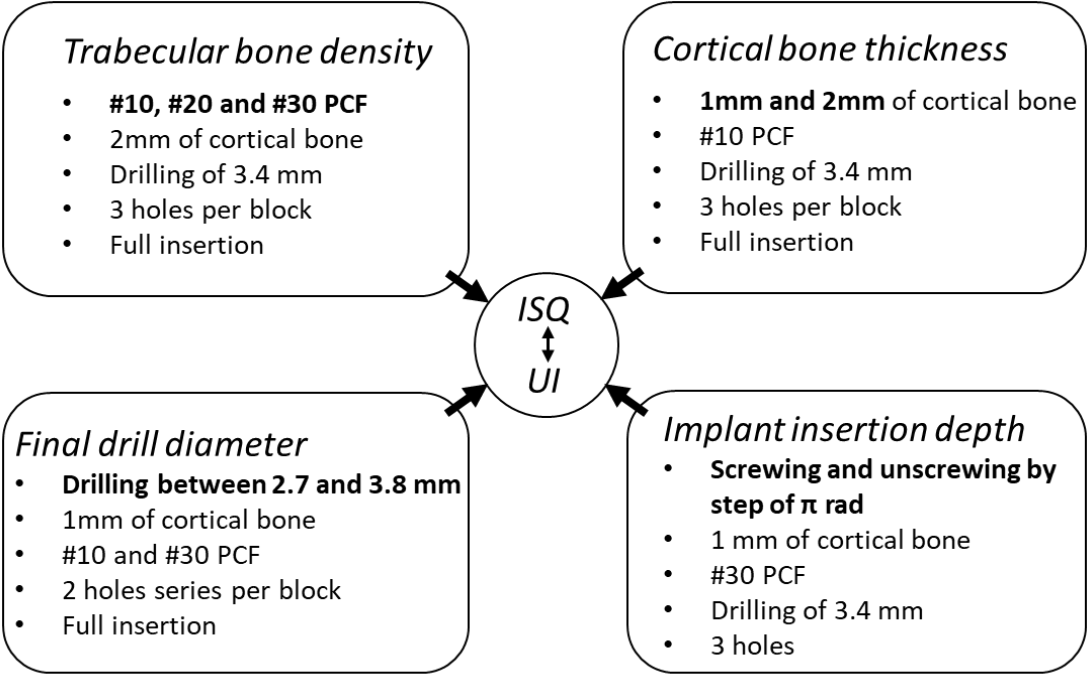 Trabecular bone density
• #10, #20 and #30 PCF
• 2mm of cortical bone
• Drilling of 3.4 mm
• 3 holes per block
• Full insertion
Cortical bone thickness
• 1mm and 2mm of cortical bone
• #10 PCF
• Drilling of 3.4 mm
• 3 holes per block
• Full insertion
ISQ
UI
Final drill diameter
• Drilling between 2.7 and 3.8 mm
• 1mm of cortical bone
• #10 and #30 PCF
• 2 holes series per block
• Full insertion
Implant insertion depth
• Screwing and unscrewing by
step of π rad
• 1 mm of cortical bone
• #30 PCF
• Drilling of 3.4 mm
• 3 holes